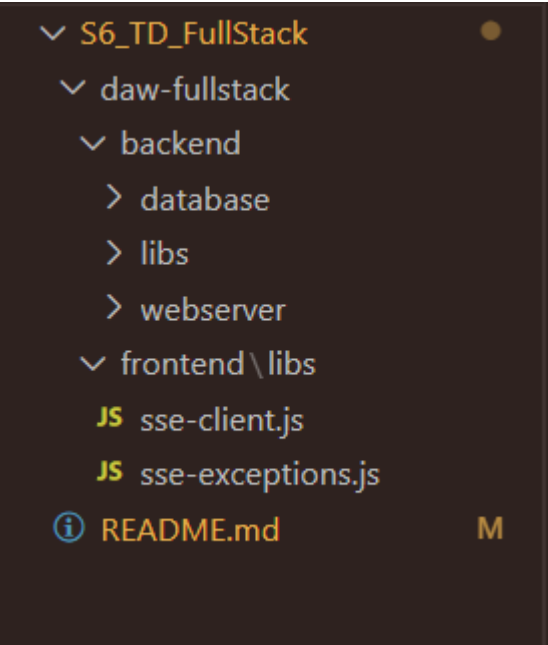 S6_TD_FullStack
daw-fullstack
backend
database
libs
webserver
frontend\libs
JS sse-client.js
JS sse-exceptions.js
README.md M